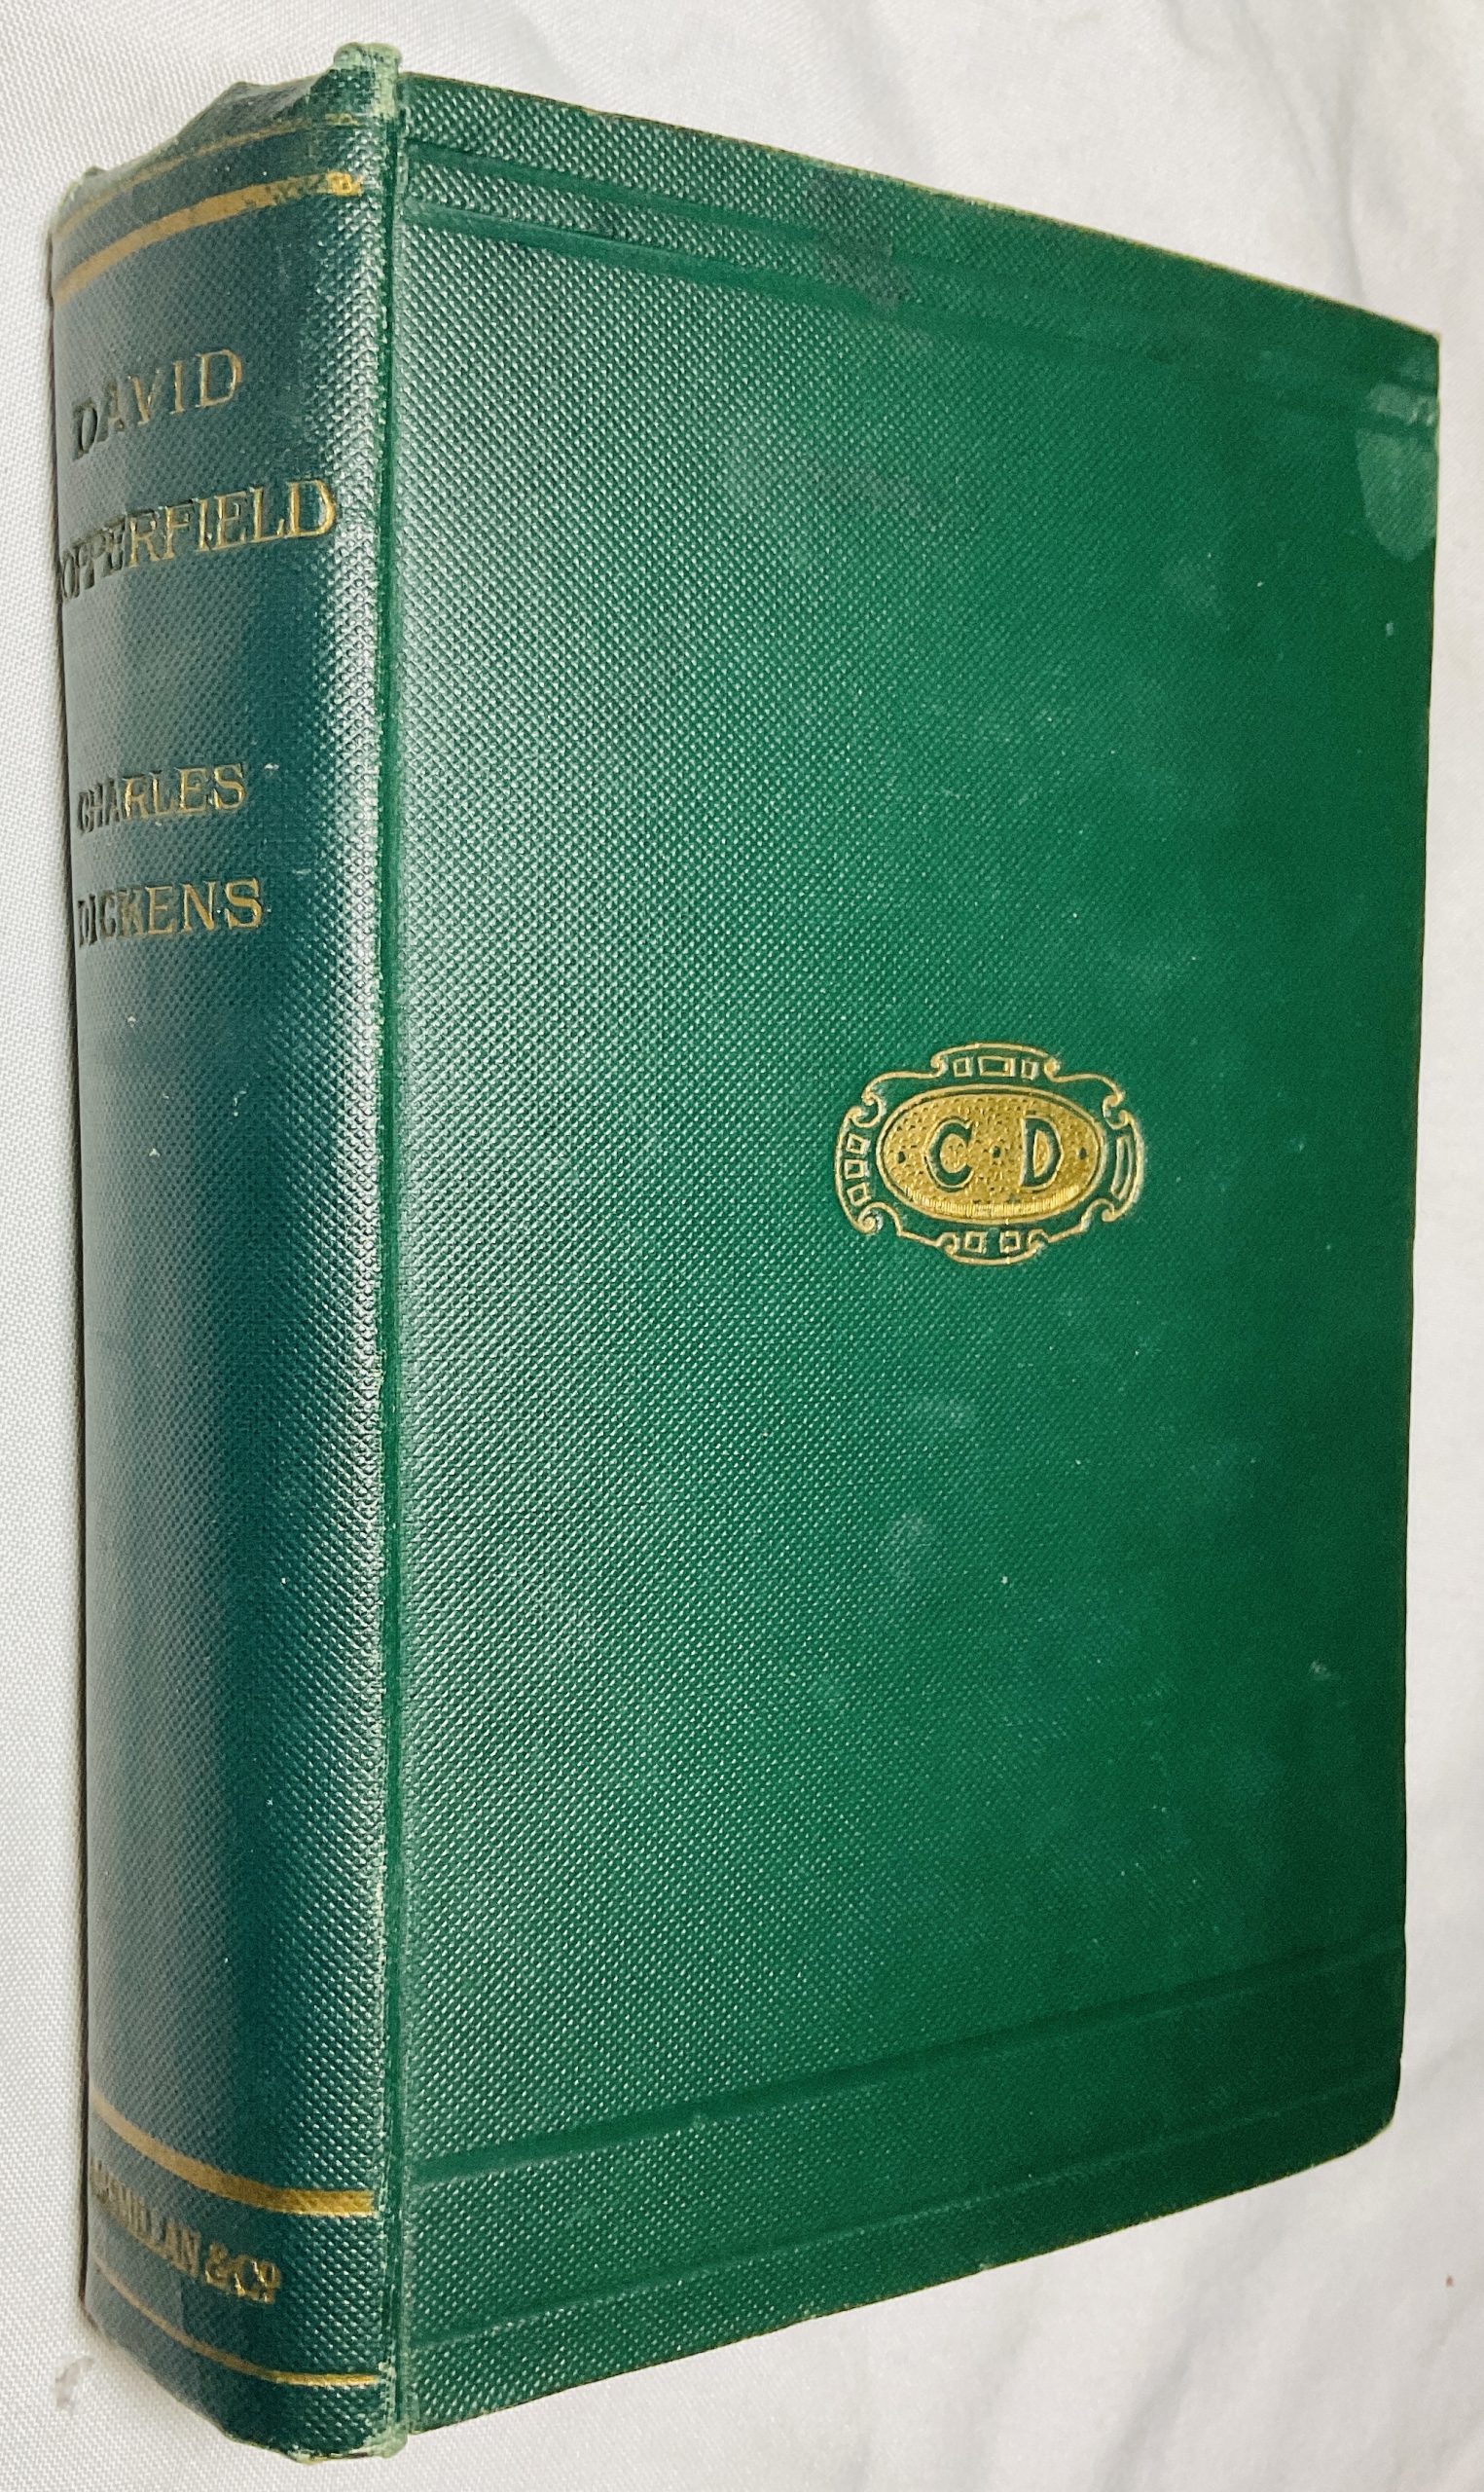 DAVID
COPPERFIELD
CHARLES
DICKENS
MACMILLAN & Co.
C · D